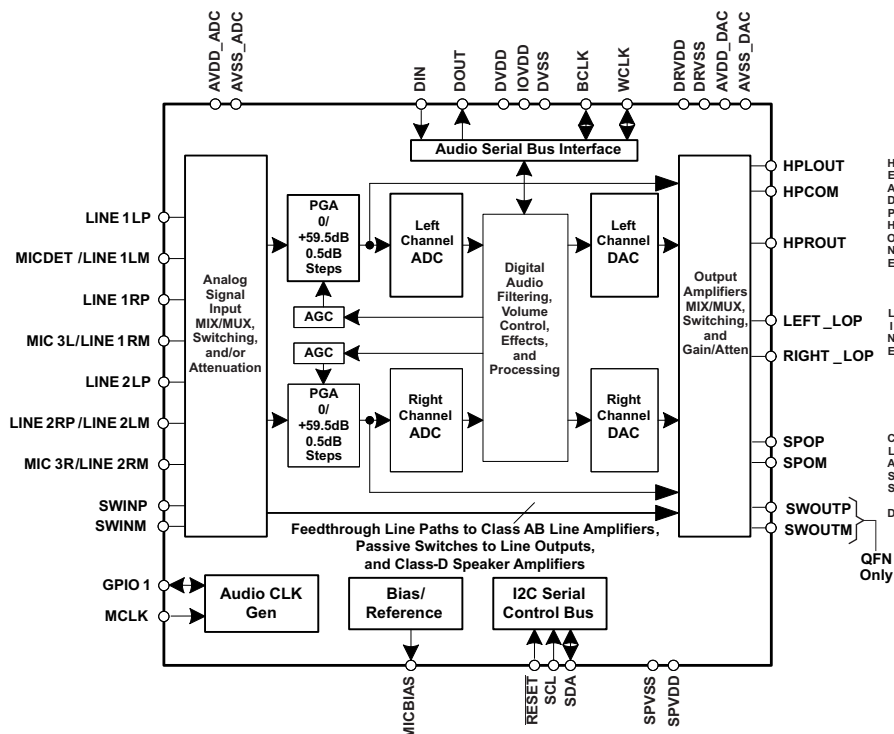 AVDD_ADC
AVSS_ADC
DIN
DOUT
DVDD
IOVDD
DVSS
BCLK
WCLK
DRVDD
DRVSS
AVDD_DAC
AVSS_DAC
Audio Serial Bus Interface
LINE 1LP
MICDET /LINE 1LM
LINE 1RP
MIC 3L/LINE 1RM
LINE 2LP
LINE 2RP /LINE 2LM
MIC 3R/LINE 2RM
SWINP
SWINM
GPIO 1
MCLK
Analog
Signal
Input
MIX/MUX,
Switching,
and/or
Attenuation
PGA
0/
+59.5dB
0.5dB
Steps
AGC
AGC
PGA
0/
+59.5dB
0.5dB
Steps
Left
Channel
ADC
Right
Channel
ADC
Digital
Audio
Filtering,
Volume
Control,
Effects,
and
Processing
Left
Channel
DAC
Right
Channel
DAC
Output
Amplifiers
MIX/MUX,
Switching,
and
Gain/Atten
HPLOUT
HPCOM
HPROUT
LEFT _LOP
RIGHT _LOP
SPOP
SPOM
SWOUTP
SWOUTM
QFN
Only
HEADPHONE
LINE
CLASS D
Feedthrough Line Paths to Class AB Line Amplifiers,
Passive Switches to Line Outputs,
and Class-D Speaker Amplifiers
Audio CLK
Gen
Bias/
Reference
I2C Serial
Control Bus
MICBIAS
RESET
SCL
SDA
SPVSS
SPVDD